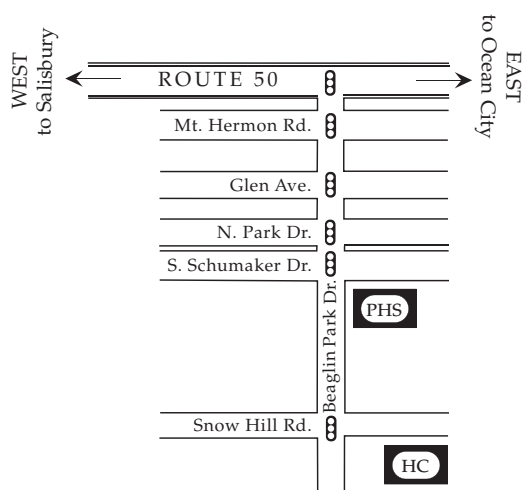 WEST
to Salisbury
ROUTE 50
EAST
to Ocean City
Mt. Hermon Rd.
Glen Ave.
N. Park Dr.
S. Schumaker Dr.
Beaglin Park Dr.
PHS
Snow Hill Rd.
HC